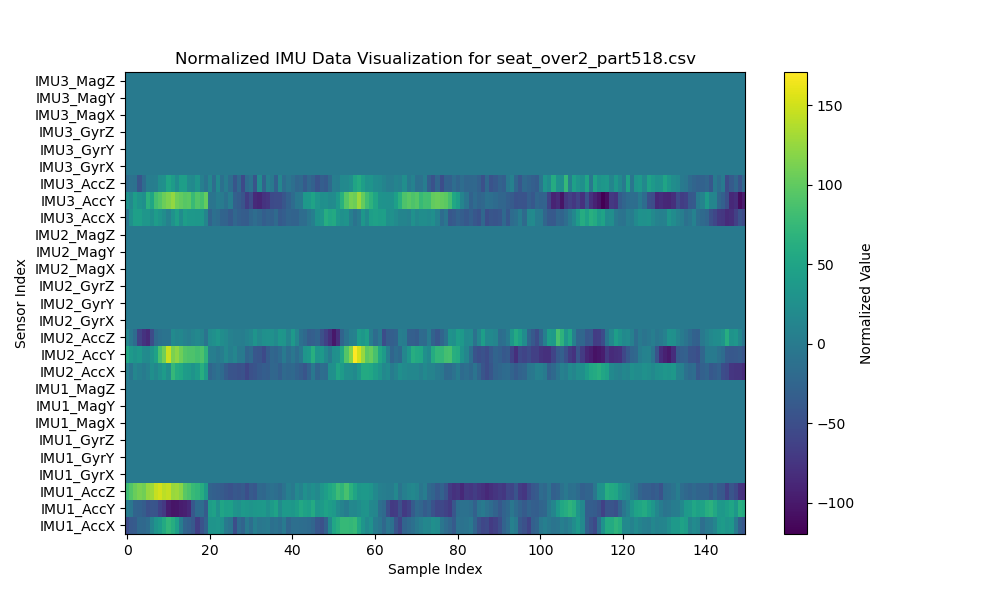 Normalized IMU Data Visualization for seat_over2_part518.csv
IMU3_MagZ
IMU3_MagY
IMU3_MagX
IMU3_GyrZ
IMU3_GyrY
IMU3_GyrX
IMU3_AccZ
IMU3_AccY
IMU3_AccX
IMU2_MagZ
IMU2_MagY
IMU2_MagX
IMU2_GyrZ
IMU2_GyrY
IMU2_GyrX
IMU2_AccZ
IMU2_AccY
IMU2_AccX
IMU1_MagZ
IMU1_MagY
IMU1_MagX
IMU1_GyrZ
IMU1_GyrY
IMU1_GyrX
IMU1_AccZ
IMU1_AccY
IMU1_AccX
Sensor Index
0 20 40 60 80 100 120 140
Sample Index
150
100
50
0
−50
−100
Normalized Value